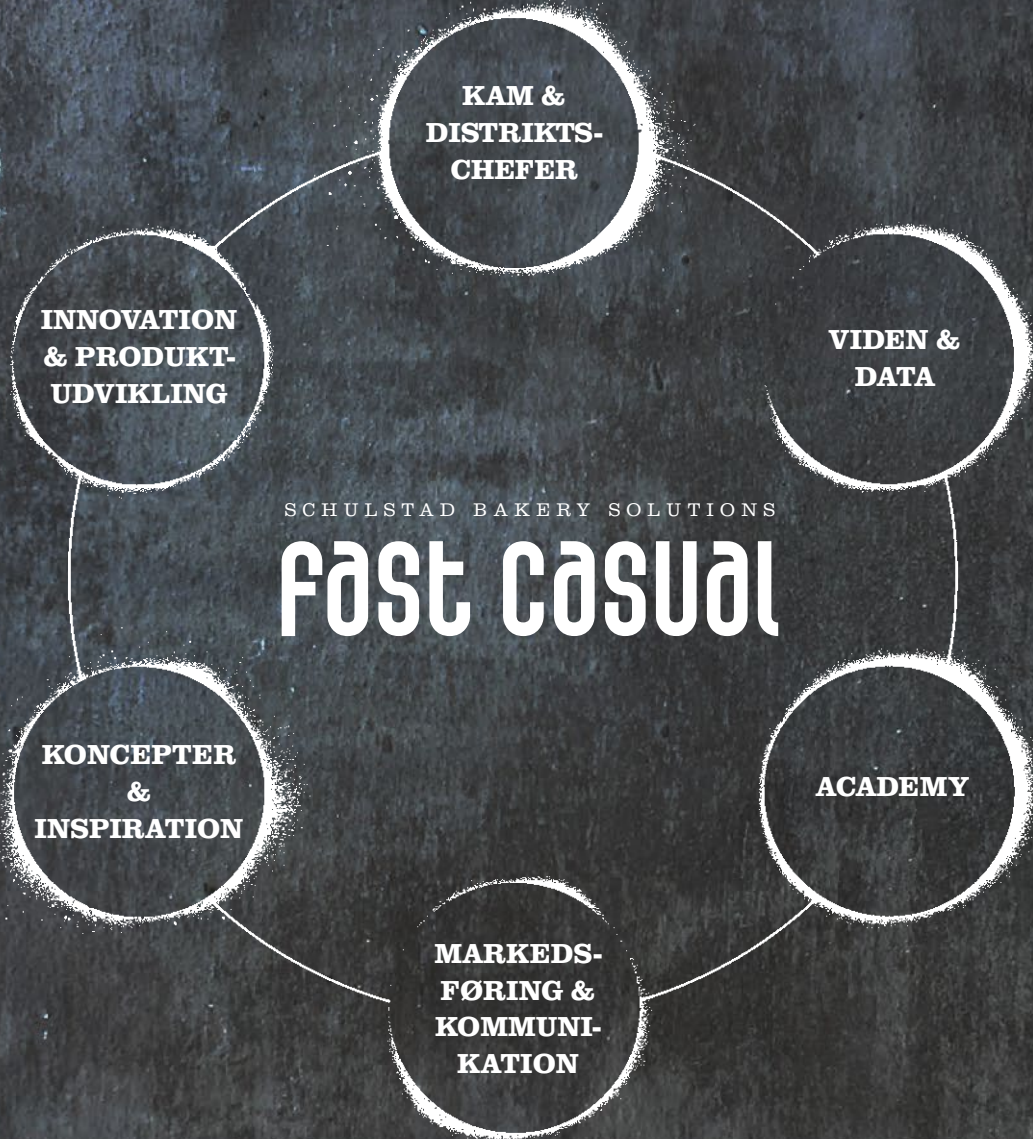 KAM &
DISTRIKTS-
CHEFER
INNOVATION
& PRODUKT-
UDVIKLING
VIDEN &
DATA
SCHULSTAD BAKERY SOLUTIONS
fast casual
KONCEPTER
&
INSPIRATION
ACADEMY
MARKEDS-
FØRING &
KOMMUNI-
KATION